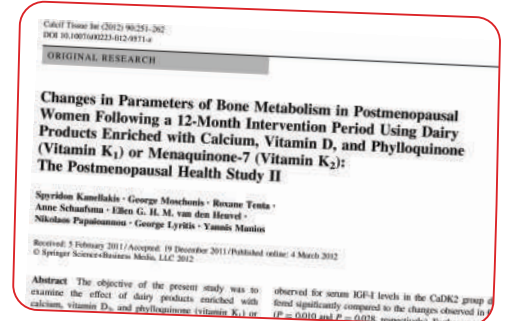 Calcif Tissue Int (2012) 90:251–262
DOI 10.1007/s00223-012-9571-z
ORIGINAL RESEARCH
Changes in Parameters of Bone Metabolism in Postmenopausal
Women Following a 12-Month Intervention Period Using Dairy
Products Enriched with Calcium, Vitamin D, and Phylloquinone
(Vitamin K₁) or Menaquinone-7 (Vitamin K₂):
The Postmenopausal Health Study II
Spyridon Kanellakis · George Moschonis · Roxane Tenta ·
Anne Schaafsma · Ellen G. H. M. van den Heuvel ·
Nikolaos Papaioannou · George Lyritis · Yannis Manios
Received: 5 February 2011 / Accepted: 19 December 2011 / Published online: 4 March 2012
© Springer Science+Business Media, LLC 2012
Abstract The objective of the present study was to
examine the effect of dairy products enriched with
calcium, vitamin D₃, and phylloquinone (vitamin K₁) or
observed for serum IGF-I levels in the CaDK2 group
fered significantly compared to the changes observed in
(P = 0.010 and P = 0.028, respectively).